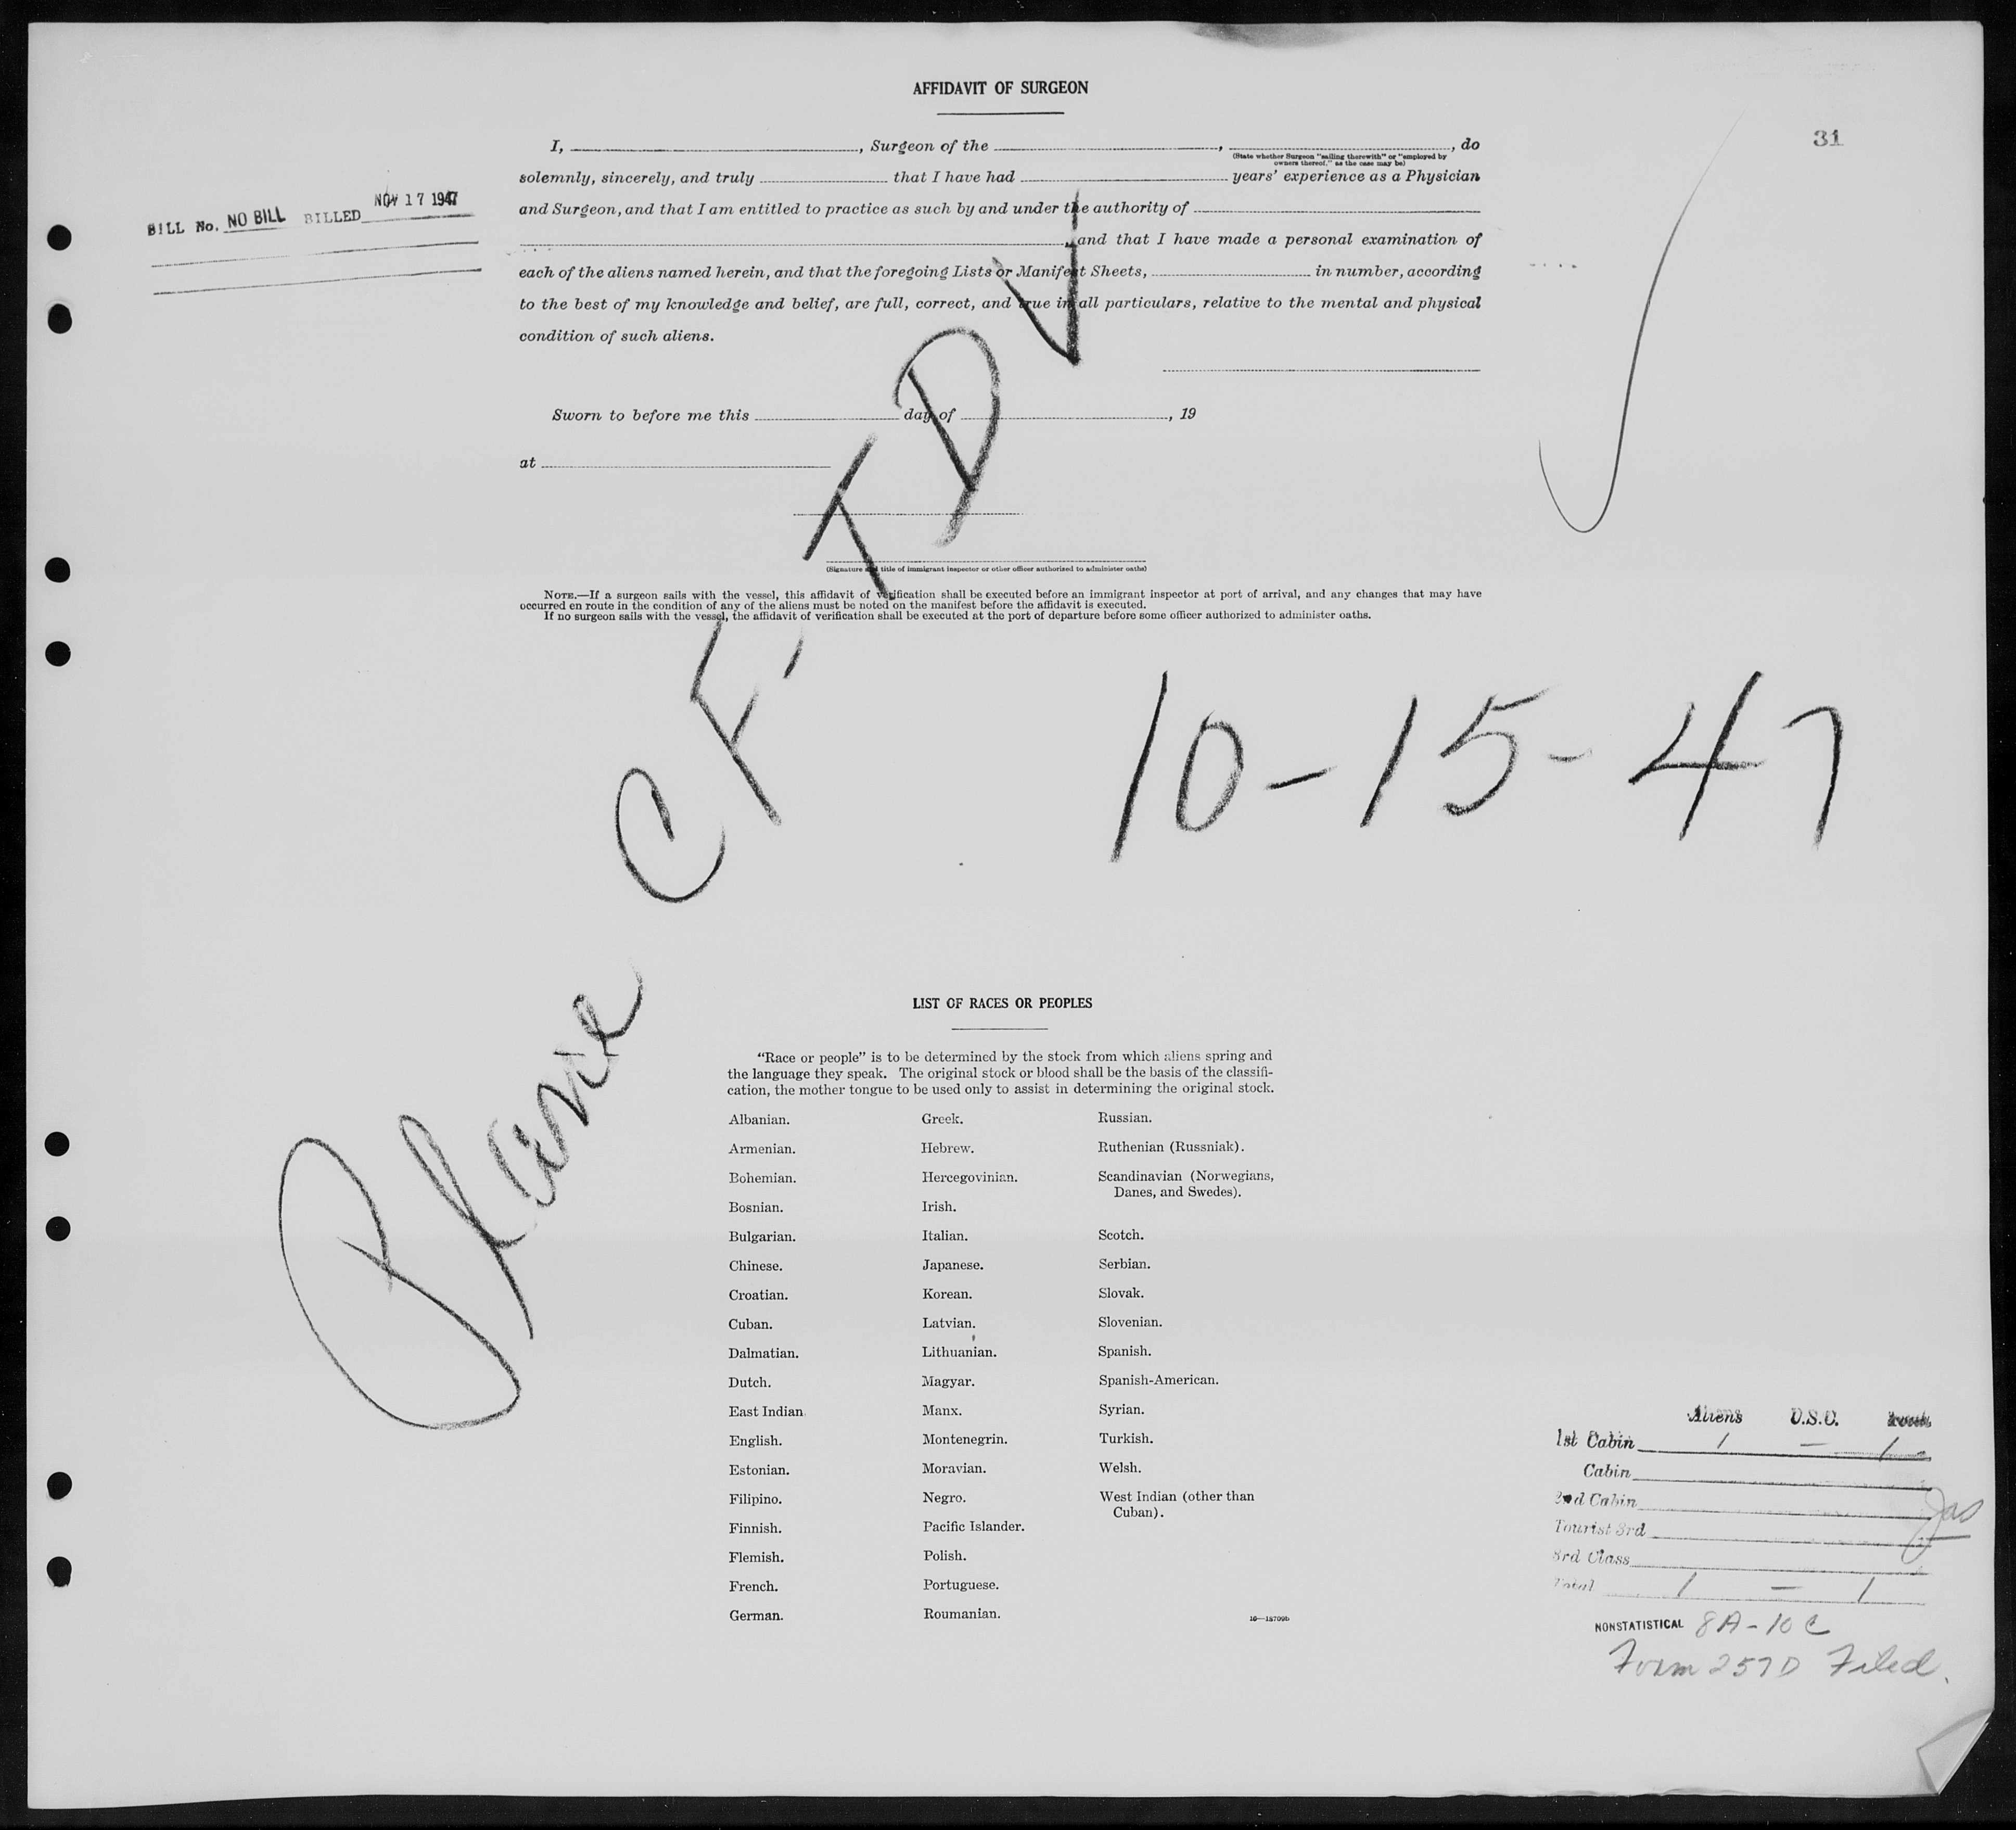 AFFIDAVIT OF SURGEON
31
I, , Surgeon of the , , do
(State whether Surgeon "sailing therewith" or "employed by
owners thereof," as the case may be)
solemnly, sincerely, and truly that I have had years' experience as a Physician
and Surgeon, and that I am entitled to practice as such by and under the authority of
, and that I have made a personal examination of
each of the aliens named herein, and that the foregoing Lists or Manifest Sheets, in number, according
to the best of my knowledge and belief, are full, correct, and true in all particulars, relative to the mental and physical
condition of such aliens.
BILL No. NO BILL BILLED NOV 17 1947
Sworn to before me this day of , 19
at
(Signature and title of immigrant inspector or other officer authorized to administer oaths)
NOTE.—If a surgeon sails with the vessel, this affidavit of verification shall be executed before an immigrant inspector at port of arrival, and any changes that may have
occurred en route in the condition of any of the aliens must be noted on the manifest before the affidavit is executed.
If no surgeon sails with the vessel, the affidavit of verification shall be executed at the port of departure before some officer authorized to administer oaths.
Plane CF-TDV
10-15-47
LIST OF RACES OR PEOPLES
"Race or people" is to be determined by the stock from which aliens spring and
the language they speak. The original stock or blood shall be the basis of the classifi-
cation, the mother tongue to be used only to assist in determining the original stock.
Albanian. Greek. Russian.
Armenian. Hebrew. Ruthenian (Russniak).
Bohemian. Hercegovinian. Scandinavian (Norwegians,
Danes, and Swedes).
Bosnian. Irish.
Bulgarian. Italian. Scotch.
Chinese. Japanese. Serbian.
Croatian. Korean. Slovak.
Cuban. Latvian. Slovenian.
Dalmatian. Lithuanian. Spanish.
Dutch. Magyar. Spanish-American.
East Indian. Manx. Syrian.
English. Montenegrin. Turkish.
Estonian. Moravian. Welsh.
Filipino. Negro. West Indian (other than
Cuban).
Finnish. Pacific Islander.
Flemish. Polish.
French. Portuguese.
German. Roumanian.
Aliens U.S.C. Total
1st Cabin 1 — 1
Cabin
2nd Cabin
Tourist 3rd
3rd Class
Total 1 — 1
NONSTATISTICAL 8A-10C
Form 257D Filed.